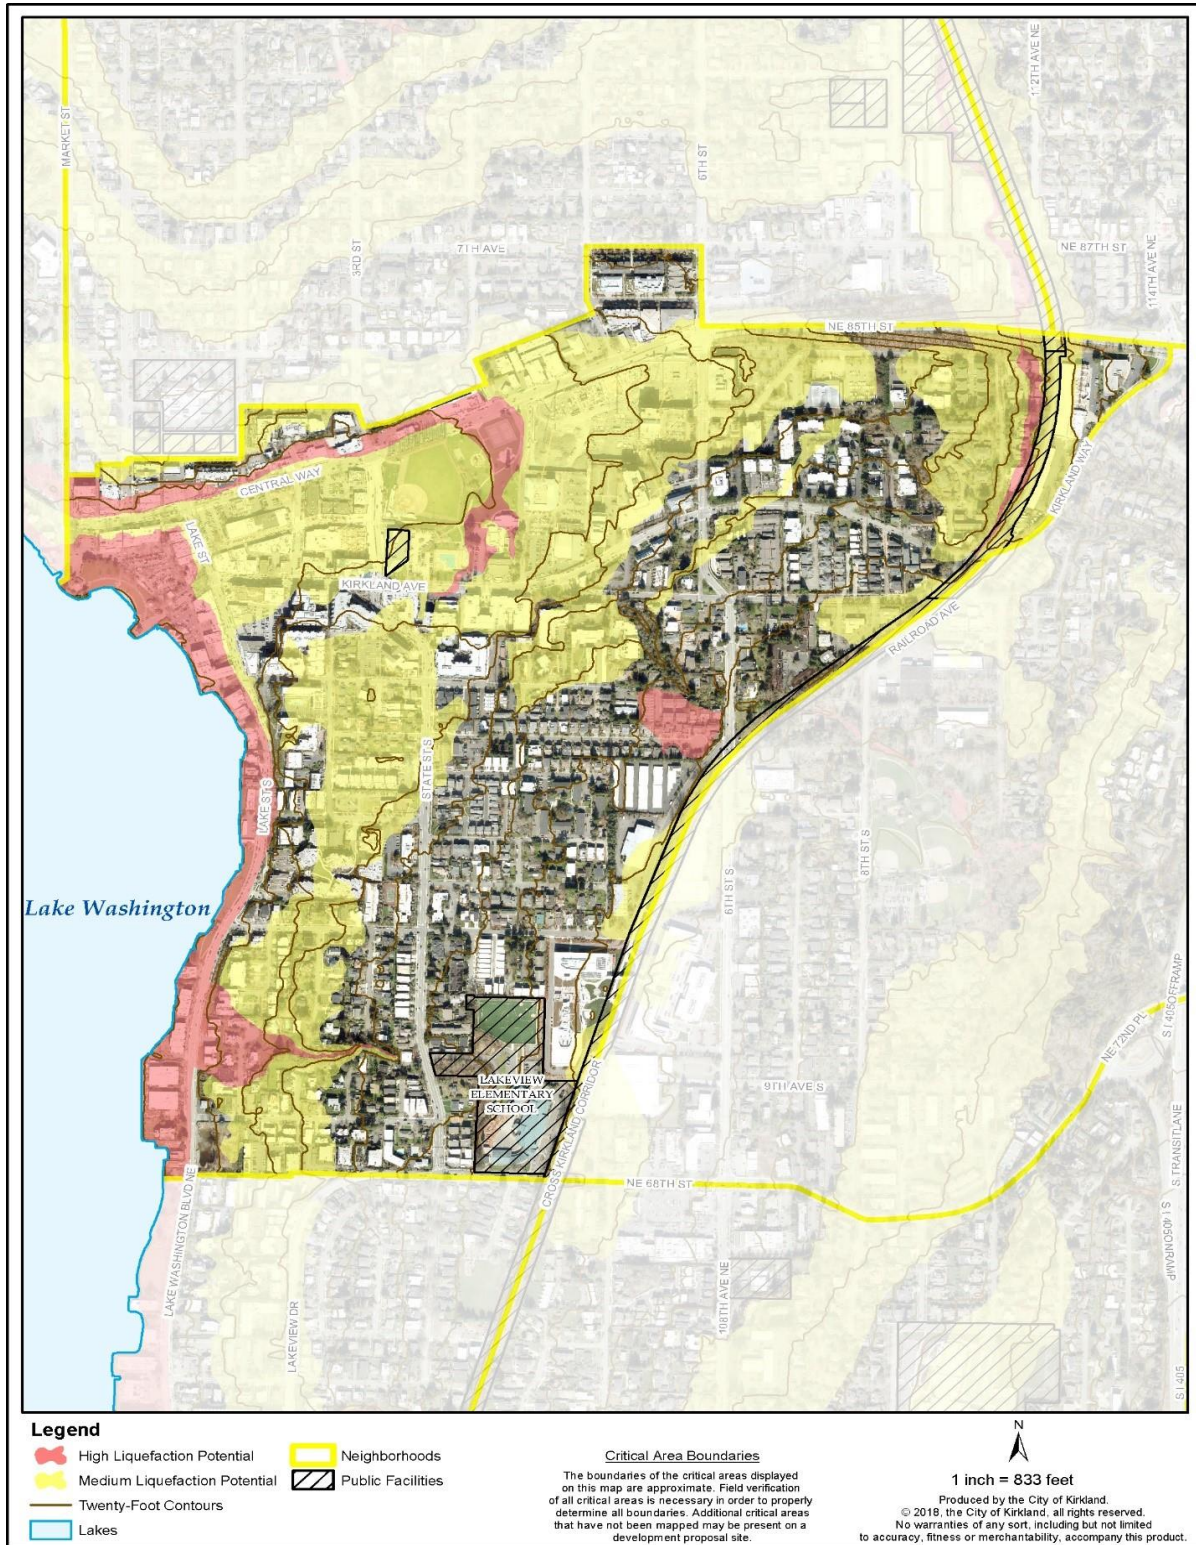 112TH AVE NE
MARKET ST
6TH ST
3RD ST
7TH AVE
NE 87TH ST
114TH AVE NE
NE 85TH ST
KIRKLAND WAY
CENTRAL WAY
LAKE ST
KIRKLAND AVE
RAILROAD AVE
STATE ST S
LAKE ST S
6TH ST S
8TH ST S
Lake Washington
S I 405OFFRAMP
NE 72ND PL
LAKEVIEW
ELEMENTARY
SCHOOL
9TH AVE S
CROSS KIRKLAND CORRIDOR
S TRANSITLANE
NE 68TH ST
LAKE WASHINGTON BLVD NE
S I 405ONRAMP
108TH AVE NE
LAKEVIEW DR
S I 405
Legend
High Liquefaction Potential
Medium Liquefaction Potential
Twenty-Foot Contours
Lakes
Neighborhoods
Public Facilities
Critical Area Boundaries
The boundaries of the critical areas displayed
on this map are approximate. Field verification
of all critical areas is necessary in order to properly
determine all boundaries. Additional critical areas
that have not been mapped may be present on a
development proposal site.
N
1 inch = 833 feet
Produced by the City of Kirkland.
© 2018, the City of Kirkland, all rights reserved.
No warranties of any sort, including but not limited
to accuracy, fitness or merchantability, accompany this product.